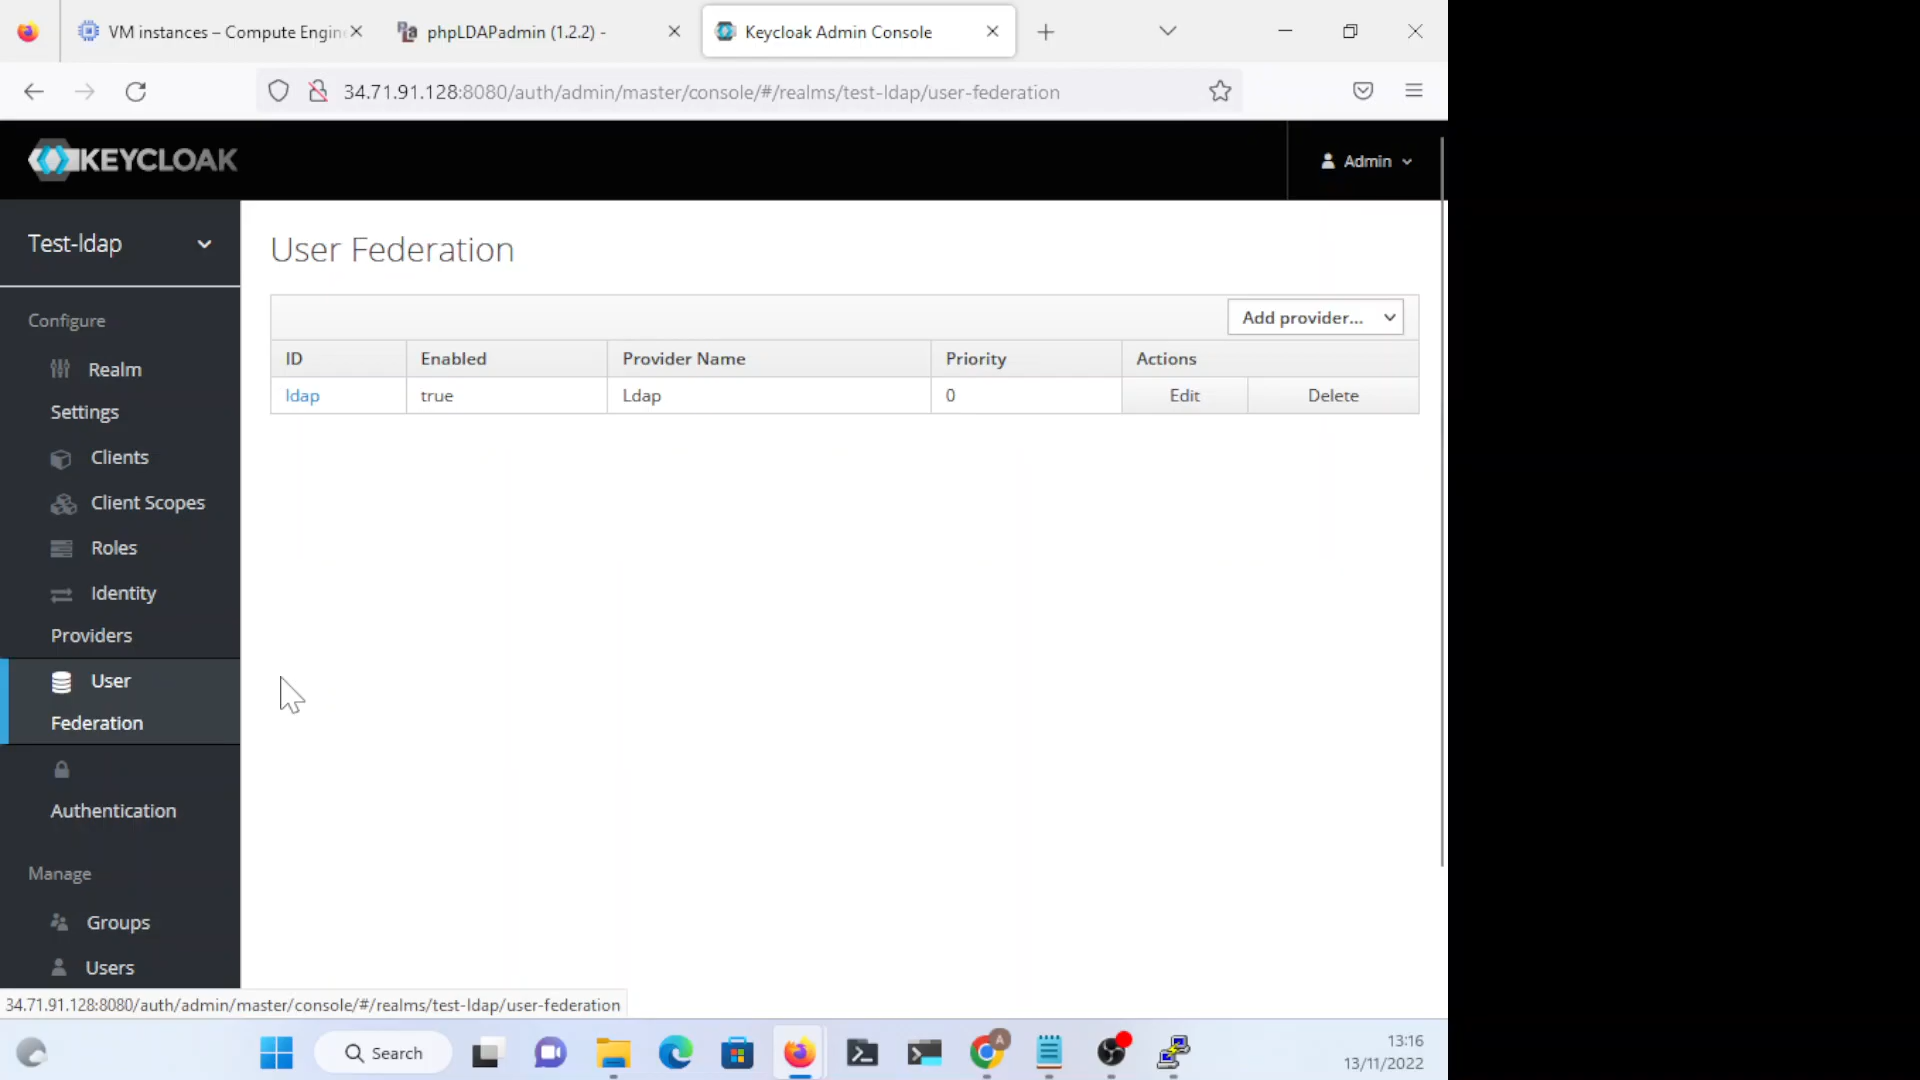 VM instances – Compute Engin
phpLDAPadmin (1.2.2) -
Keycloak Admin Console
34.71.91.128:8080/auth/admin/master/console/#/realms/test-ldap/user-federation
KEYCLOAK
Admin
Test-ldap
Configure
Realm
Settings
Clients
Client Scopes
Roles
Identity
Providers
User
Federation
Authentication
Manage
Groups
Users
User Federation
Add provider...
ID Enabled Provider Name Priority Actions
ldap true Ldap 0 Edit Delete
34.71.91.128:8080/auth/admin/master/console/#/realms/test-ldap/user-federation
Search
A
13:16
13/11/2022